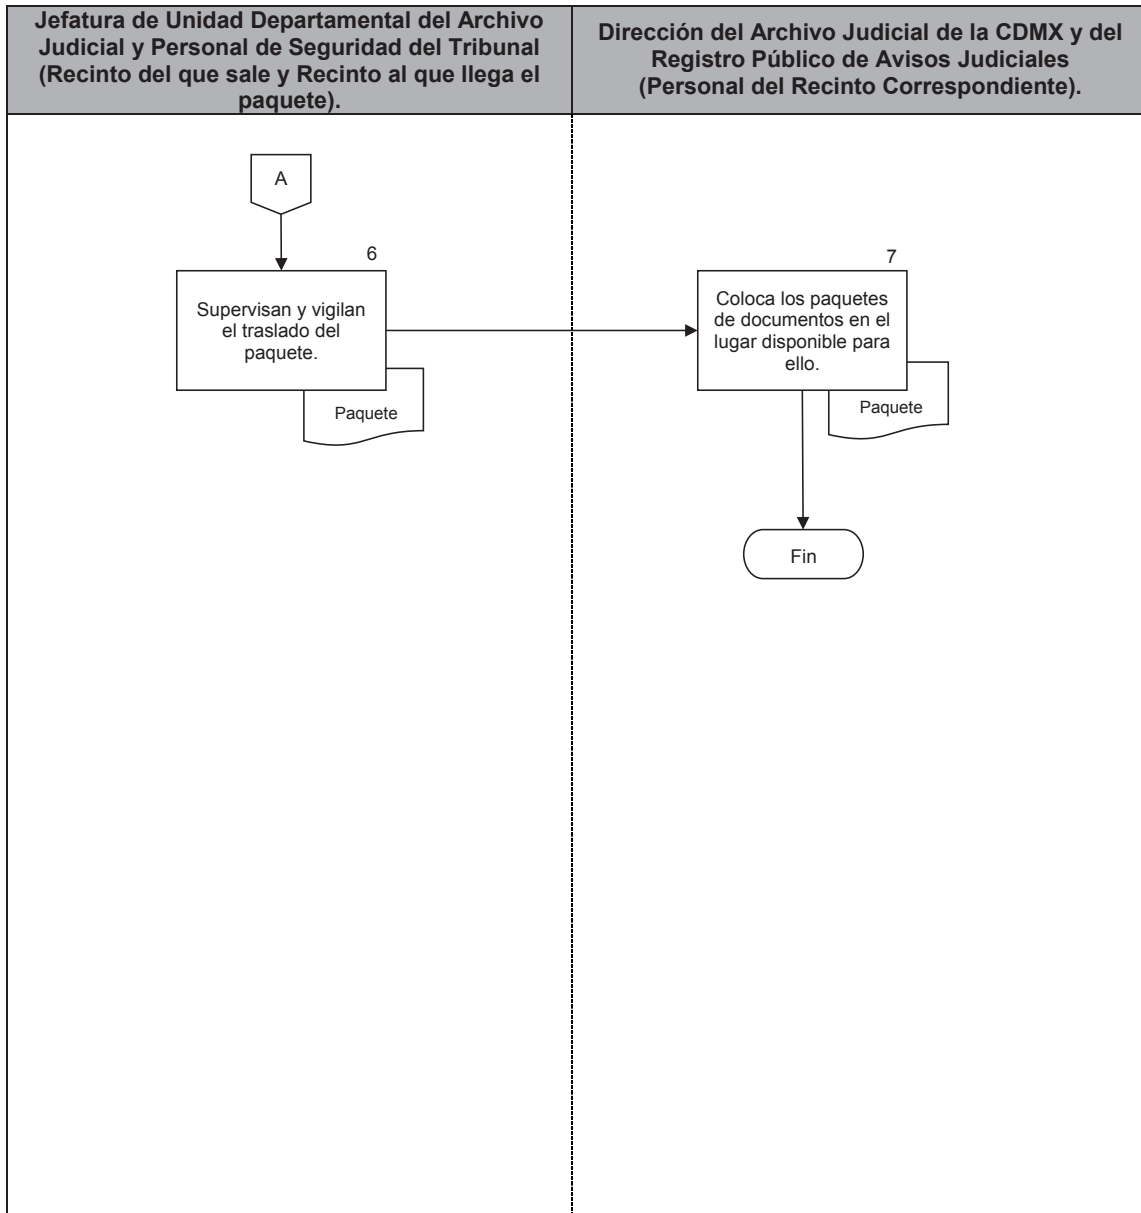 Jefatura de Unidad Departamental del Archivo
Judicial y Personal de Seguridad del Tribunal
(Recinto del que sale y Recinto al que llega el
paquete).
Dirección del Archivo Judicial de la CDMX y del
Registro Público de Avisos Judiciales
(Personal del Recinto Correspondiente).
A
6
Supervisan y vigilan
el traslado del
paquete.
Paquete
7
Coloca los paquetes
de documentos en el
lugar disponible para
ello.
Paquete
Fin